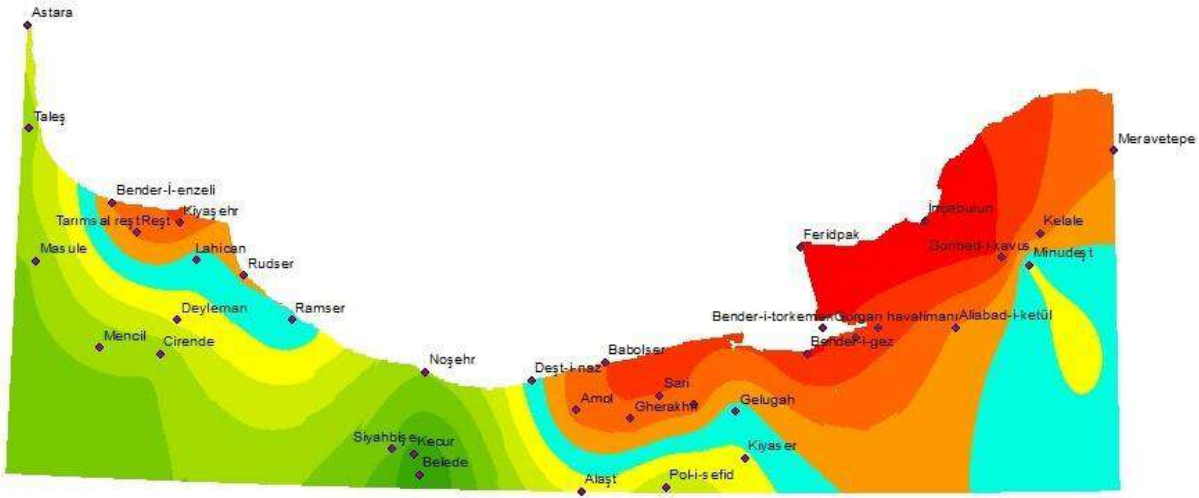 Astara
Taleş
Meravetepe
Bender-İ-enzeli
Kiyaşehr
Tarımsal reşt Reşt
İnçeburun
Kelale
Feridpak
Masule
Lahican
Gonbad-i-kavus
Minudeşt
Rudser
Deyleman
Ramser
Bender-i-torkeman
Gorgan havalimanı
Aliabad-i-ketül
Mencil
Cirende
Bender-i-gez
Noşehr
Deşt-i-naz
Babolser
Sari
Amol
Gherakhil
Gelugah
Siyahbişe
Kecur
Kiyaser
Belede
Alaşt
Pol-i-sefid